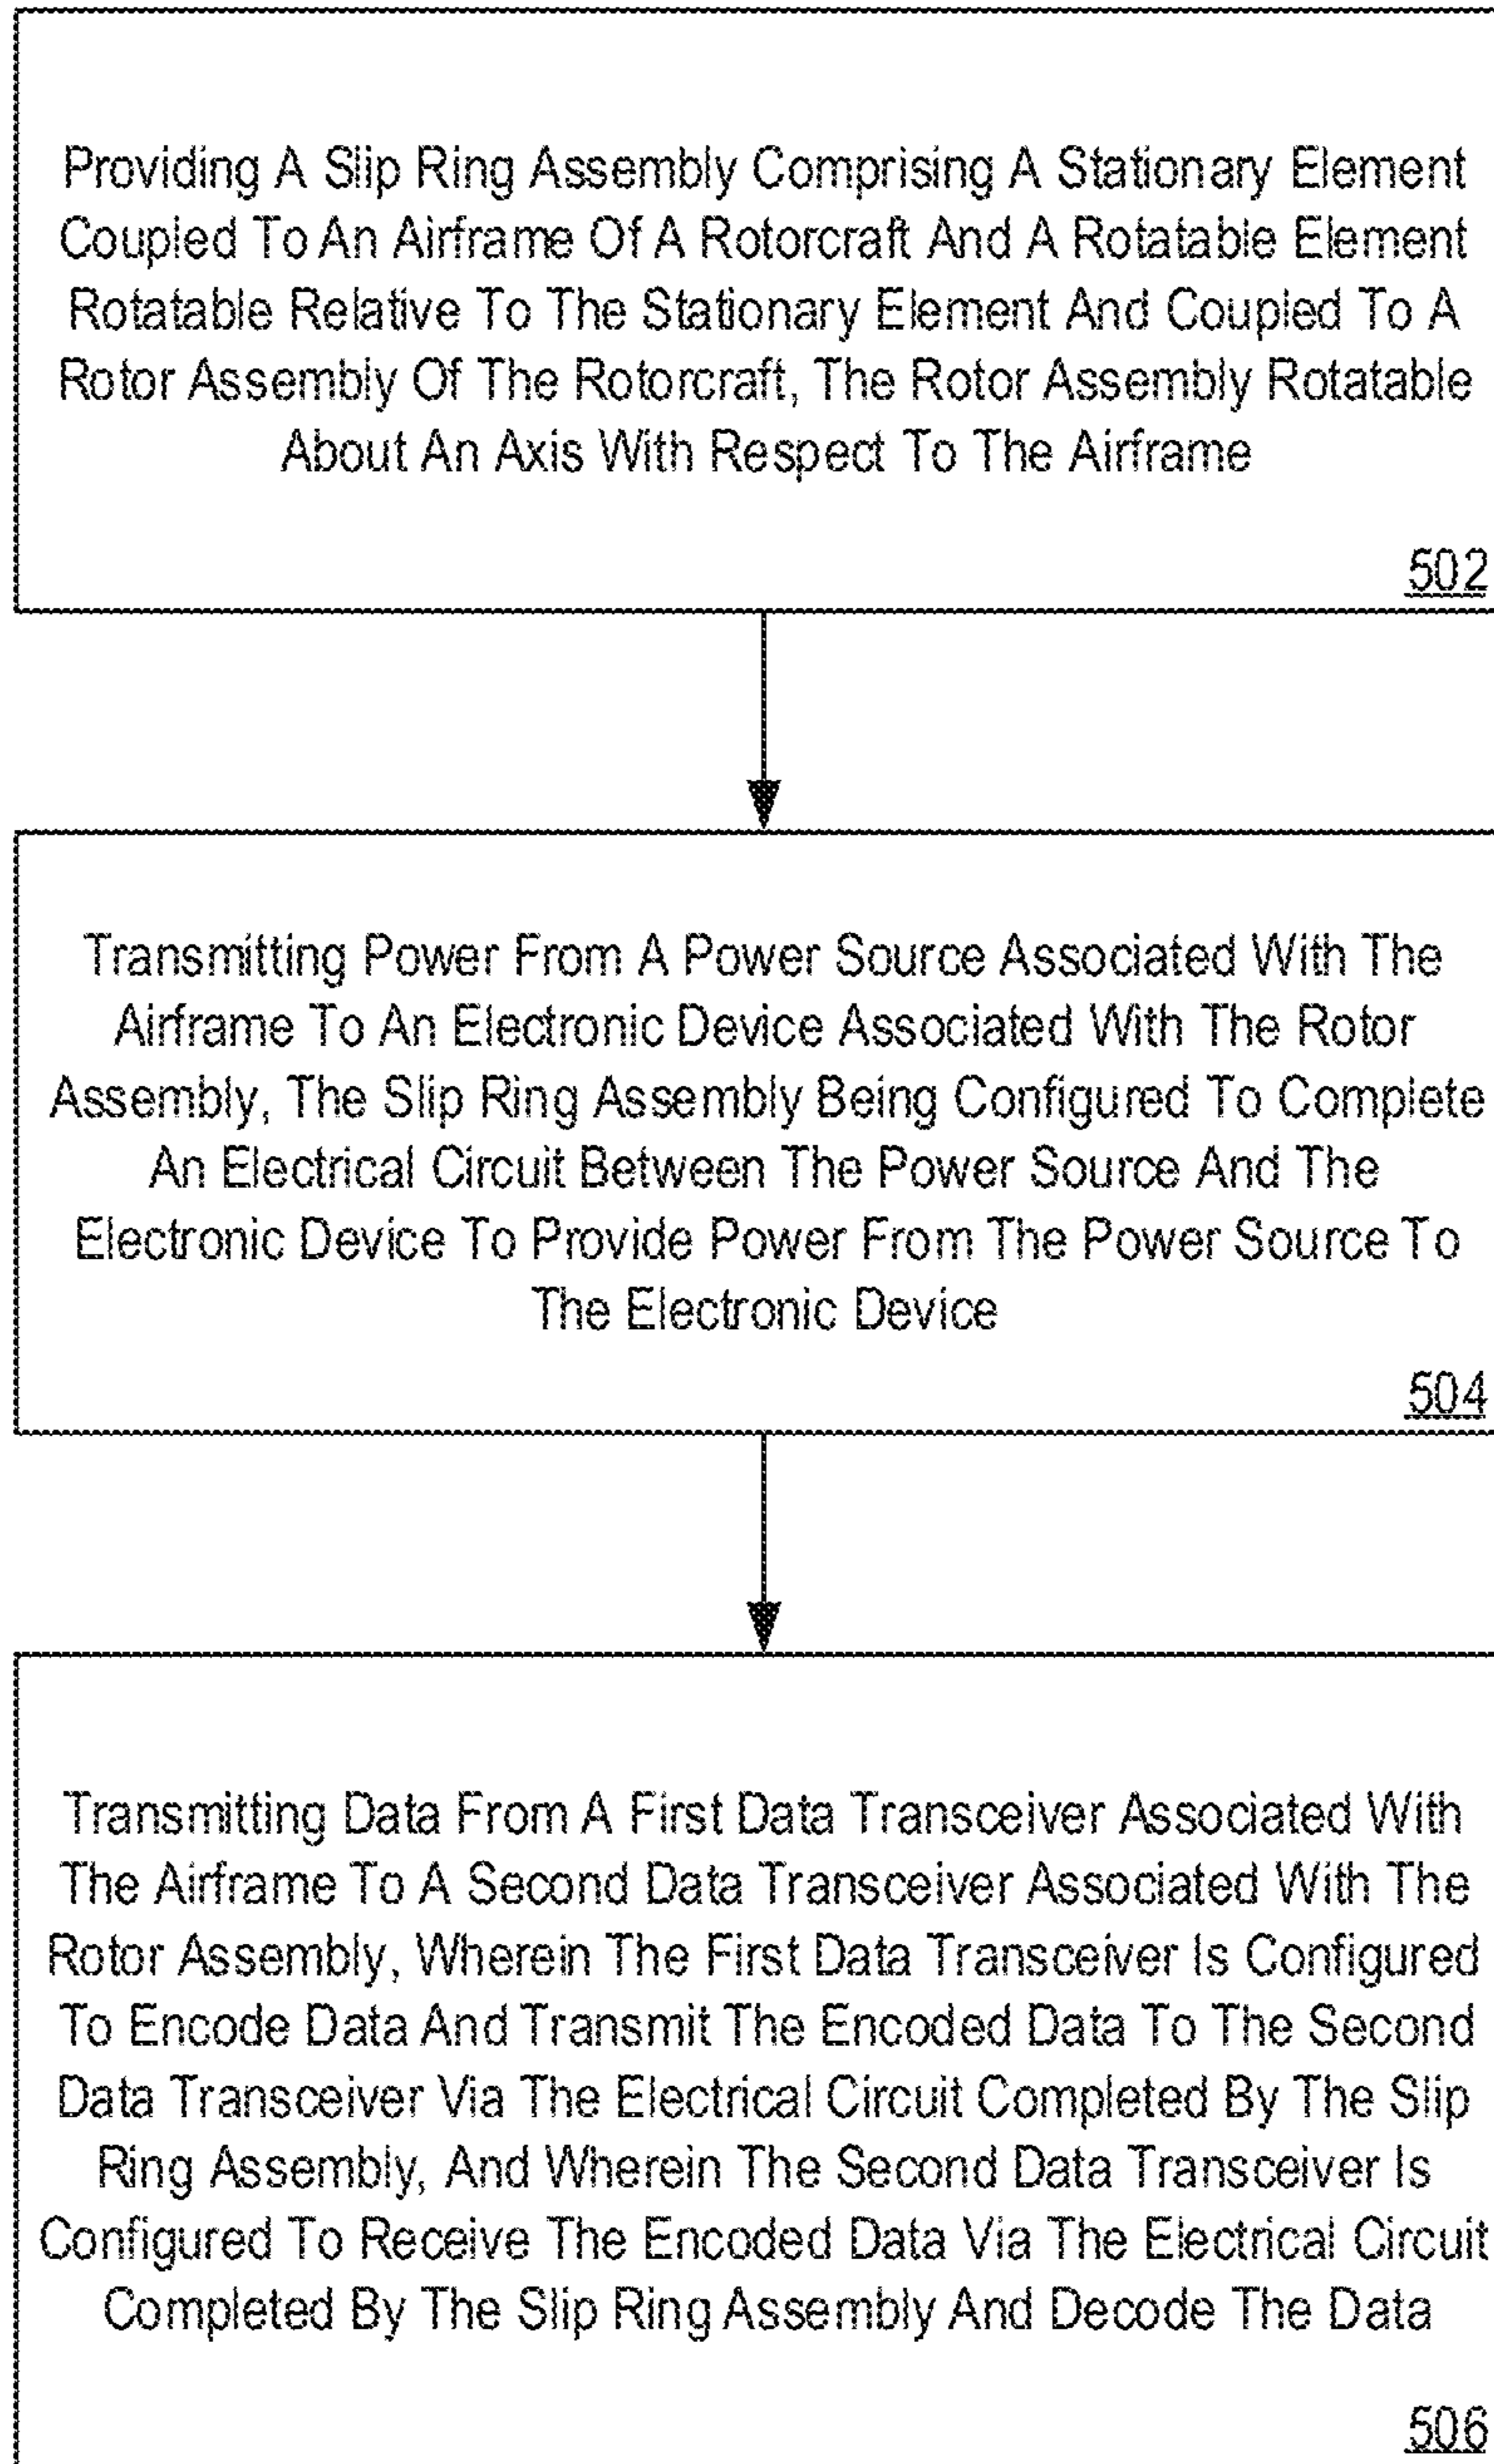 Providing A Slip Ring Assembly Comprising A Stationary Element
Coupled To An Airframe Of A Rotorcraft And A Rotatable Element
Rotatable Relative To The Stationary Element And Coupled To A
Rotor Assembly Of The Rotorcraft, The Rotor Assembly Rotatable
About An Axis With Respect To The Airframe
502
Transmitting Power From A Power Source Associated With The
Airframe To An Electronic Device Associated With The Rotor
Assembly, The Slip Ring Assembly Being Configured To Complete
An Electrical Circuit Between The Power Source And The
Electronic Device To Provide Power From The Power Source To
The Electronic Device
504
Transmitting Data From A First Data Transceiver Associated With
The Airframe To A Second Data Transceiver Associated With The
Rotor Assembly, Wherein The First Data Transceiver Is Configured
To Encode Data And Transmit The Encoded Data To The Second
Data Transceiver Via The Electrical Circuit Completed By The Slip
Ring Assembly, And Wherein The Second Data Transceiver Is
Configured To Receive The Encoded Data Via The Electrical Circuit
Completed By The Slip Ring Assembly And Decode The Data
506